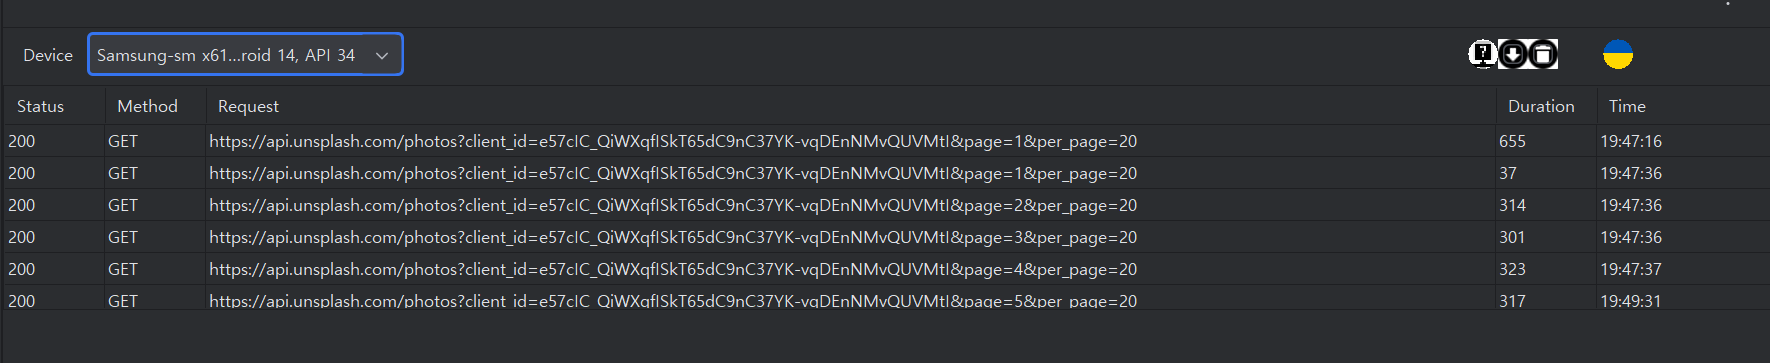 Device Samsung-sm x61...roid 14, API 34
Status Method Request Duration Time
200 GET https://api.unsplash.com/photos?client_id=e57cIC_QiWXqfISkT65dC9nC37YK-vqDEnNMvQUVMtI&page=1&per_page=20 655 19:47:16
200 GET https://api.unsplash.com/photos?client_id=e57cIC_QiWXqfISkT65dC9nC37YK-vqDEnNMvQUVMtI&page=1&per_page=20 37 19:47:36
200 GET https://api.unsplash.com/photos?client_id=e57cIC_QiWXqfISkT65dC9nC37YK-vqDEnNMvQUVMtI&page=2&per_page=20 314 19:47:36
200 GET https://api.unsplash.com/photos?client_id=e57cIC_QiWXqfISkT65dC9nC37YK-vqDEnNMvQUVMtI&page=3&per_page=20 301 19:47:36
200 GET https://api.unsplash.com/photos?client_id=e57cIC_QiWXqfISkT65dC9nC37YK-vqDEnNMvQUVMtI&page=4&per_page=20 323 19:47:37
200 GET https://api.unsplash.com/photos?client_id=e57cIC_QiWXqfISkT65dC9nC37YK-vqDEnNMvQUVMtI&page=5&per_page=20 317 19:49:31